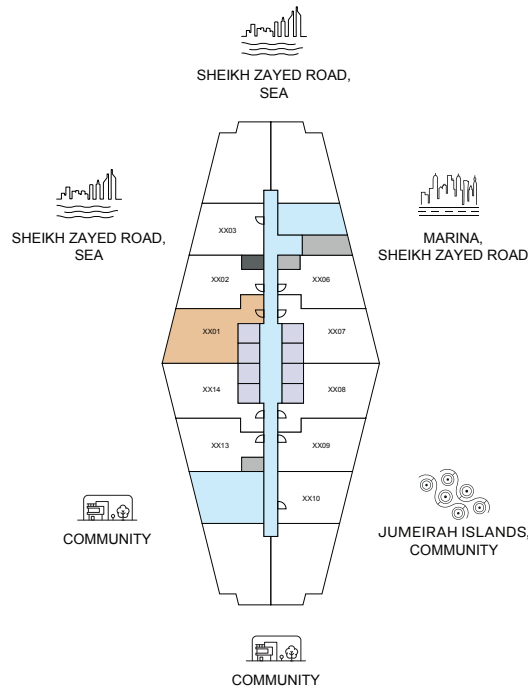 SHEIKH ZAYED ROAD,
SEA
SHEIKH ZAYED ROAD,
SEA
MARINA,
SHEIKH ZAYED ROAD
XX03
XX02
XX06
XX01
XX07
XX14
XX08
XX13
XX09
XX10
COMMUNITY
JUMEIRAH ISLANDS,
COMMUNITY
COMMUNITY